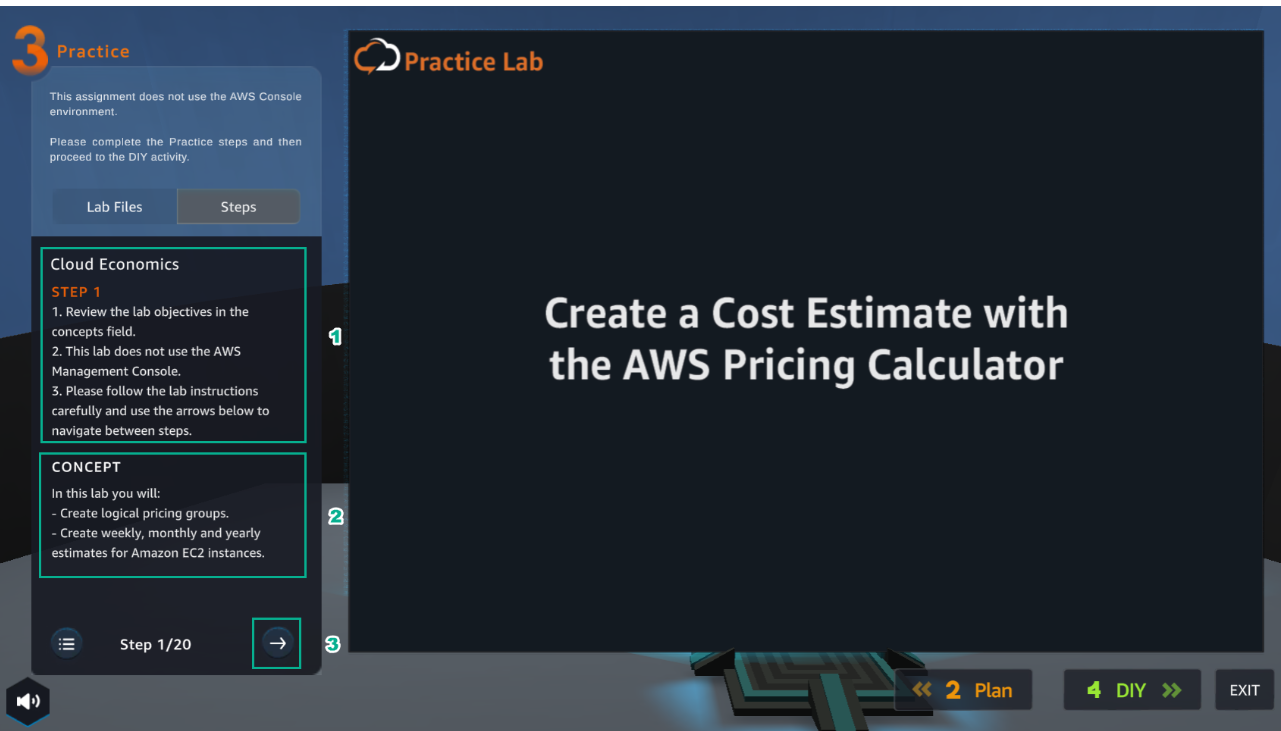 3 Practice
This assignment does not use the AWS Console
environment.
Please complete the Practice steps and then
proceed to the DIY activity.
Lab Files
Steps
Cloud Economics
STEP 1
1. Review the lab objectives in the
concepts field.
2. This lab does not use the AWS
Management Console.
3. Please follow the lab instructions
carefully and use the arrows below to
navigate between steps.
1
CONCEPT
In this lab you will:
- Create logical pricing groups.
- Create weekly, monthly and yearly
estimates for Amazon EC2 instances.
2
Step 1/20
3
Practice Lab
Create a Cost Estimate with
the AWS Pricing Calculator
2 Plan
4 DIY
EXIT